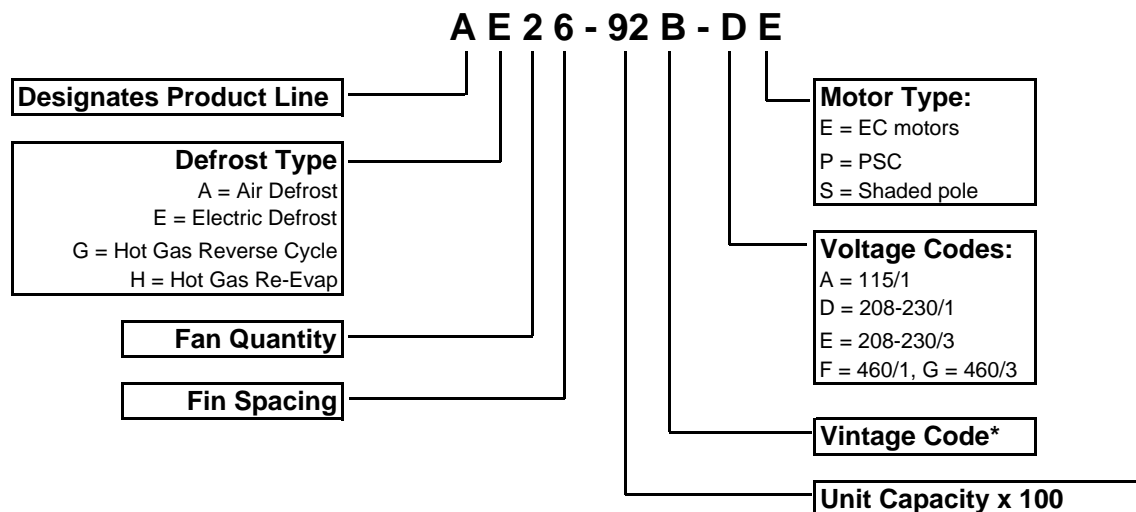 A E 2 6 - 92 B - D E
Designates Product Line
Defrost Type
A = Air Defrost
E = Electric Defrost
G = Hot Gas Reverse Cycle
H = Hot Gas Re-Evap
Fan Quantity
Fin Spacing
Motor Type:
E = EC motors
P = PSC
S = Shaded pole
Voltage Codes:
A = 115/1
D = 208-230/1
E = 208-230/3
F = 460/1, G = 460/3
Vintage Code*
Unit Capacity x 100